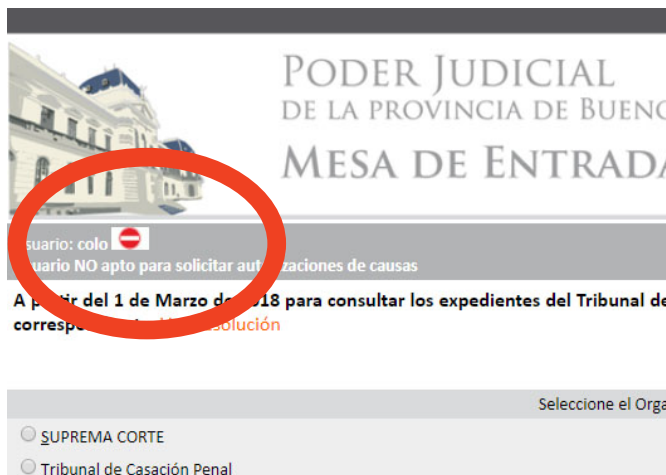 PODER JUDICIAL
DE LA PROVINCIA DE BUENO
MESA DE ENTRADA
suario: colo
uario NO apto para solicitar aut zaciones de causas
A p tir del 1 de Marzo de 018 para consultar los expedientes del Tribunal de
corresp solución
Seleccione el Orga
SUPREMA CORTE
Tribunal de Casación Penal